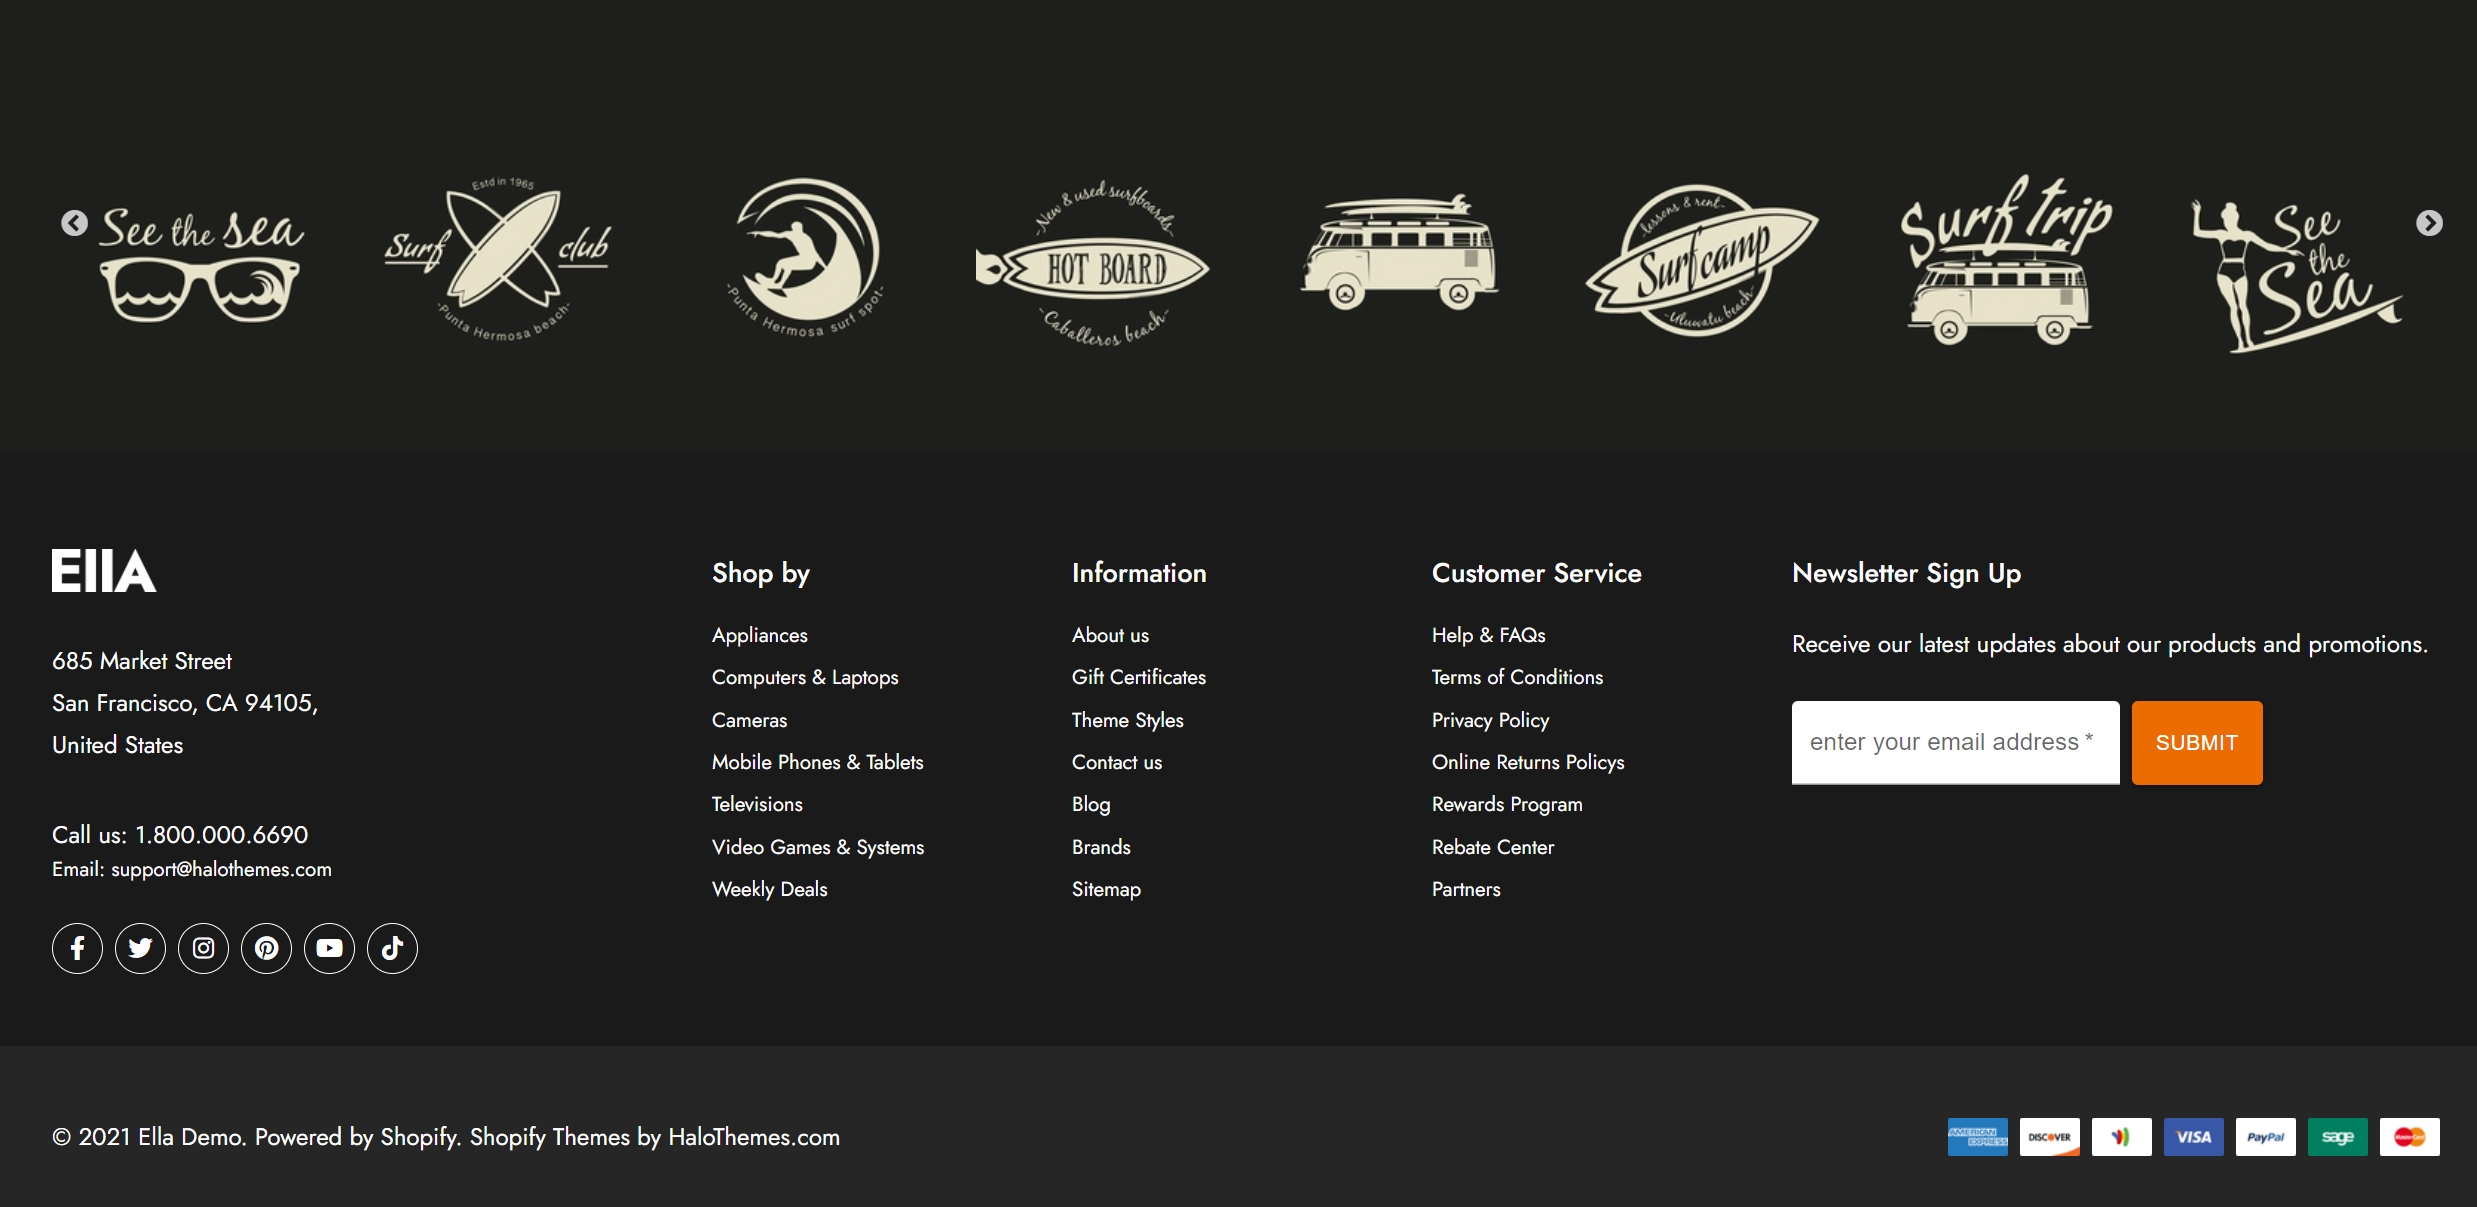 See the sea
Estd in 1965
Surf club
-Punta Hermosa beach-
-Punta Hermosa surf spot-
-New & used surfboards-
HOT BOARD
-Caballeros beach-
-lessons & rent-
Surf camp
-Uluwatu beach-
Surf trip
See
the
Sea
EllA
685 Market Street
San Francisco, CA 94105,
United States
Call us: 1.800.000.6690
Email: support@halothemes.com
Shop by
Appliances
Computers & Laptops
Cameras
Mobile Phones & Tablets
Televisions
Video Games & Systems
Weekly Deals
Information
About us
Gift Certificates
Theme Styles
Contact us
Blog
Brands
Sitemap
Customer Service
Help & FAQs
Terms of Conditions
Privacy Policy
Online Returns Policys
Rewards Program
Rebate Center
Partners
Newsletter Sign Up
Receive our latest updates about our products and promotions.
enter your email address *
SUBMIT
© 2021 Ella Demo. Powered by Shopify. Shopify Themes by HaloThemes.com
AMERICAN EXPRESS
DISCOVER
VISA
PayPal
sage
MasterCard